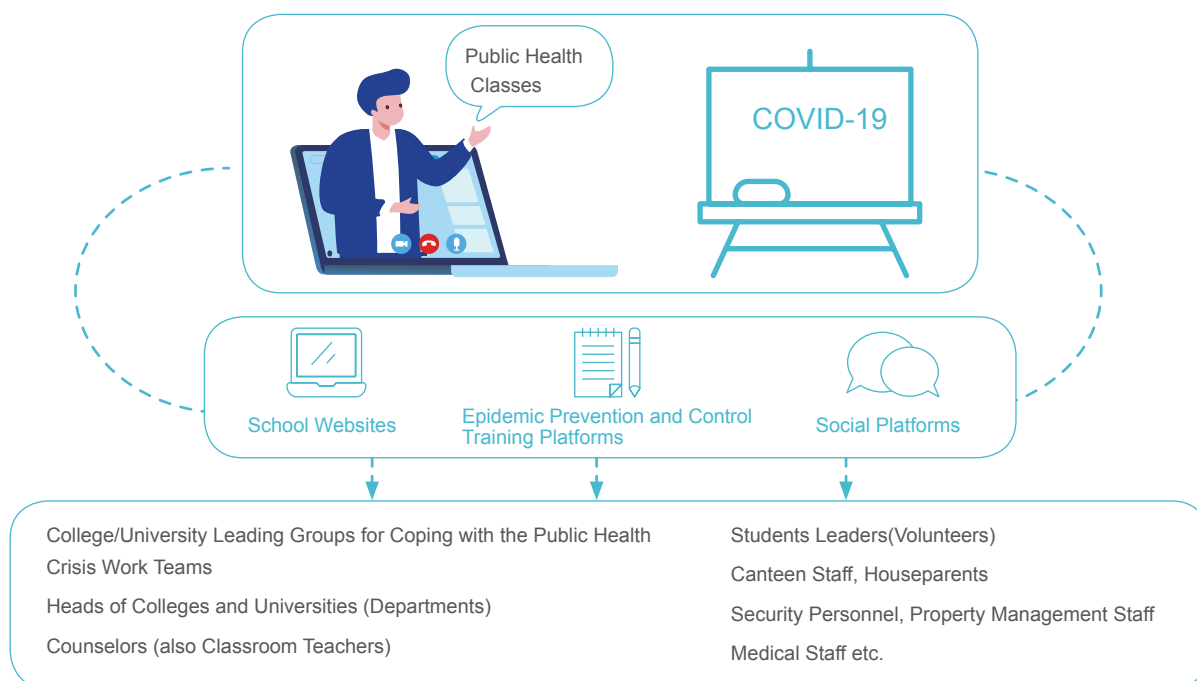 Public Health
Classes
COVID-19
School Websites
Epidemic Prevention and Control
Training Platforms
Social Platforms
College/University Leading Groups for Coping with the Public Health
Crisis Work Teams
Heads of Colleges and Universities (Departments)
Counselors (also Classroom Teachers)
Students Leaders(Volunteers)
Canteen Staff, Houseparents
Security Personnel, Property Management Staff
Medical Staff etc.